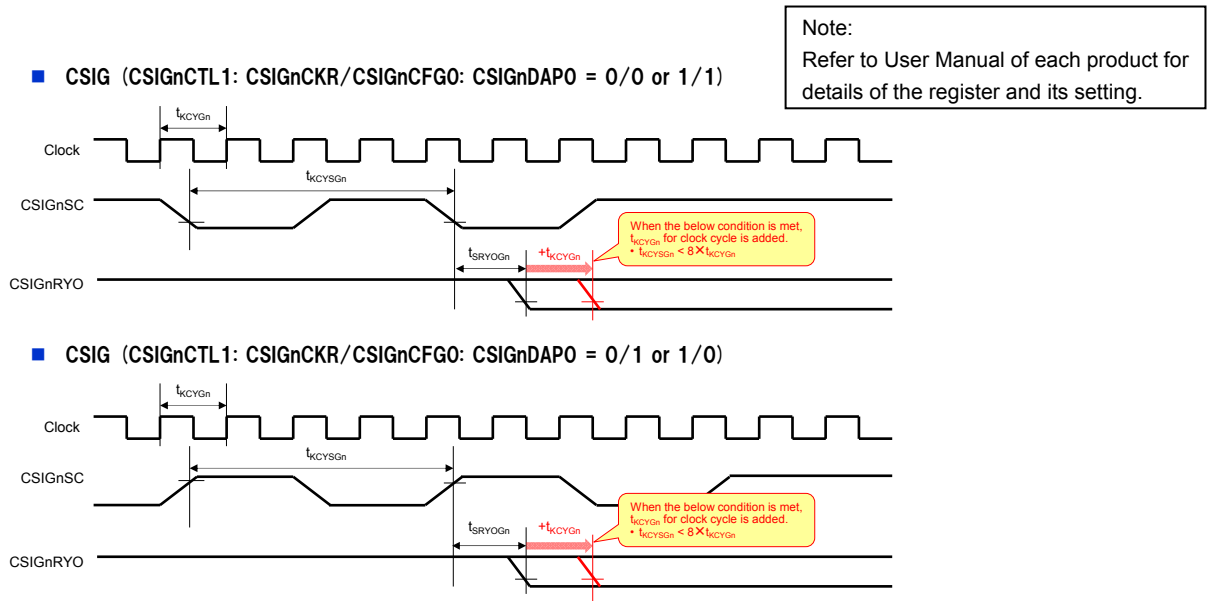 Note:
Refer to User Manual of each product for
details of the register and its setting.
■ CSIG (CSIGnCTL1: CSIGnCKR/CSIGnCFG0: CSIGnDAP0 = 0/0 or 1/1)
tKCYGn
Clock
tKCYSGn
CSIGnSC
When the below condition is met,
tKCYGn for clock cycle is added.
• tKCYSGn < 8×tKCYGn
tSRYOGn
+tKCYGn
CSIGnRYO
■ CSIG (CSIGnCTL1: CSIGnCKR/CSIGnCFG0: CSIGnDAP0 = 0/1 or 1/0)
tKCYGn
Clock
tKCYSGn
CSIGnSC
When the below condition is met,
tKCYGn for clock cycle is added.
• tKCYSGn < 8×tKCYGn
tSRYOGn
+tKCYGn
CSIGnRYO